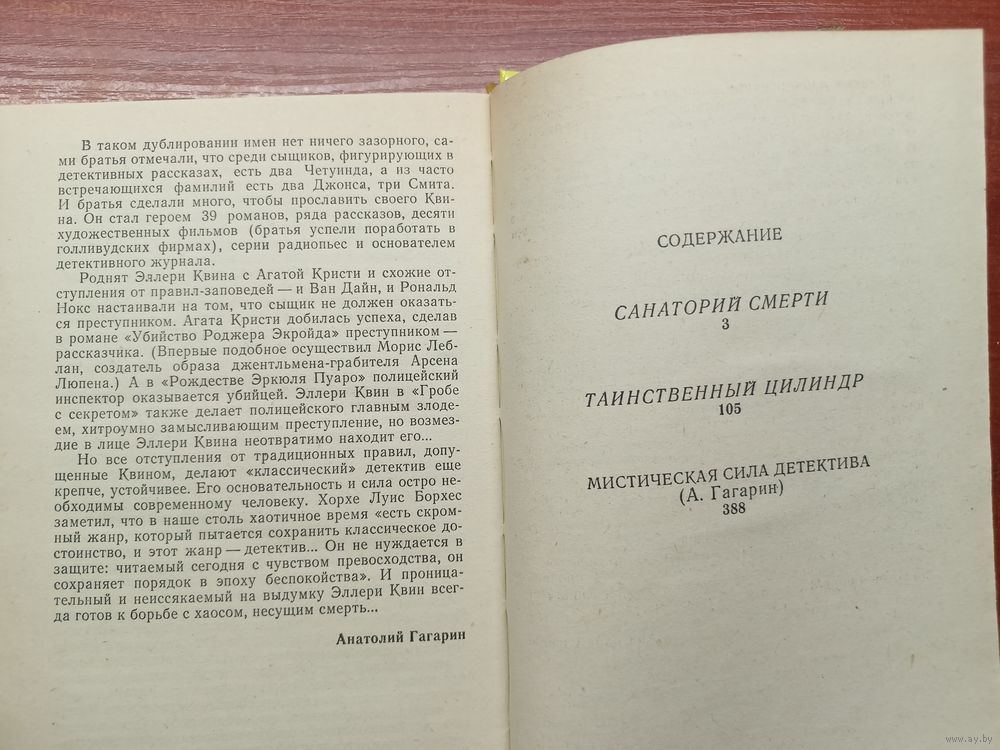 В таком дублировании имен нет ничего зазорного, са-
ми братья отмечали, что среди сыщиков, фигурирующих в
детективных рассказах, есть два Четуинда, а из часто
встречающихся фамилий есть два Джонса, три Смита.
И братья сделали много, чтобы прославить своего Кви-
на. Он стал героем 39 романов, ряда рассказов, десяти
художественных фильмов (братья успели поработать в
голливудских фирмах), серии радиопьес и основателем
детективного журнала.
Роднят Эллери Квина с Агатой Кристи и схожие от-
ступления от правил-заповедей — и Ван Дайн, и Рональд
Нокс настаивали на том, что сыщик не должен оказать-
ся преступником. Агата Кристи добилась успеха, сделав
в романе «Убийство Роджера Экройда» преступником —
рассказчика. (Впервые подобное осуществил Морис Леб-
лан, создатель образа джентльмена-грабителя Арсена
Люпена.) А в «Рождестве Эркюля Пуаро» полицейский
инспектор оказывается убийцей. Эллери Квин в «Гробе
с секретом» также делает полицейского главным злоде-
ем, хитроумно замысливающим преступление, но возмез-
дие в лице Эллери Квина неотвратимо находит его...
Но все отступления от традиционных правил, допу-
щенные Квином, делают «классический» детектив еще
крепче, устойчивее. Его основательность и сила остро не-
обходимы современному человеку. Хорхе Луис Борхес
заметил, что в наше столь хаотичное время «есть скром-
ный жанр, который пытается сохранить классическое до-
стоинство, и этот жанр — детектив... Он не нуждается в
защите: читаемый сегодня с чувством превосходства, он
сохраняет порядок в эпоху беспокойства». И проница-
тельный и неиссякаемый на выдумку Эллери Квин всег-
да готов к борьбе с хаосом, несущим смерть...
Анатолий Гагарин
СОДЕРЖАНИЕ
САНАТОРИЙ СМЕРТИ
3
ТАИНСТВЕННЫЙ ЦИЛИНДР
105
МИСТИЧЕСКАЯ СИЛА ДЕТЕКТИВА
(А. Гагарин)
388
www.ay.by